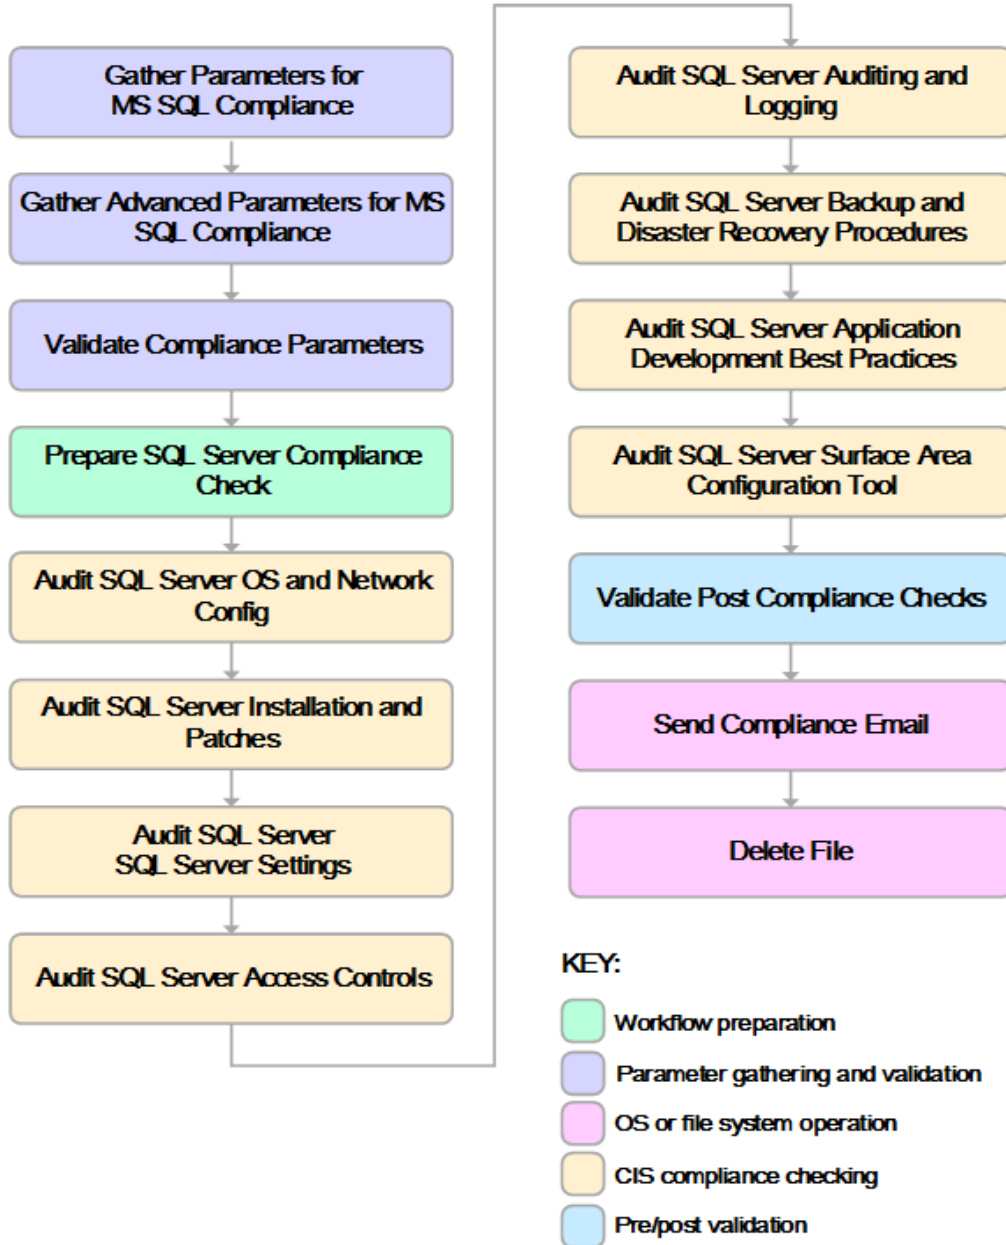 Gather Parameters for
MS SQL Compliance
Gather Advanced Parameters for MS
SQL Compliance
Validate Compliance Parameters
Prepare SQL Server Compliance
Check
Audit SQL Server OS and Network
Config
Audit SQL Server Installation and
Patches
Audit SQL Server
SQL Server Settings
Audit SQL Server Access Controls
Audit SQL Server Auditing and
Logging
Audit SQL Server Backup and
Disaster Recovery Procedures
Audit SQL Server Application
Development Best Practices
Audit SQL Server Surface Area
Configuration Tool
Validate Post Compliance Checks
Send Compliance Email
Delete File
KEY:
Workflow preparation
Parameter gathering and validation
OS or file system operation
CIS compliance checking
Pre/post validation